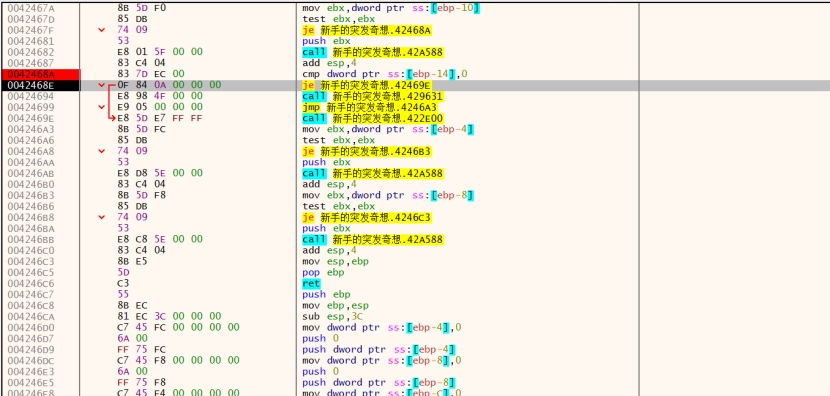 0042467A 8B 5D F0 mov ebx,dword ptr ss:[ebp-10]
0042467D 85 DB test ebx,ebx
0042467F 74 09 je 新手的突发奇想.42468A
00424681 53 push ebx
00424682 E8 01 5F 00 00 call 新手的突发奇想.42A588
00424687 83 C4 04 add esp,4
0042468A 83 7D EC 00 cmp dword ptr ss:[ebp-14],0
0042468E 0F 84 0A 00 00 00 je 新手的突发奇想.42469E
00424694 E8 98 4F 00 00 call 新手的突发奇想.429631
00424699 E9 05 00 00 00 jmp 新手的突发奇想.4246A3
0042469E E8 5D E7 FF FF call 新手的突发奇想.422E00
004246A3 8B 5D FC mov ebx,dword ptr ss:[ebp-4]
004246A6 85 DB test ebx,ebx
004246A8 74 09 je 新手的突发奇想.4246B3
004246AA 53 push ebx
004246AB E8 D8 5E 00 00 call 新手的突发奇想.42A588
004246B0 83 C4 04 add esp,4
004246B3 8B 5D F8 mov ebx,dword ptr ss:[ebp-8]
004246B6 85 DB test ebx,ebx
004246B8 74 09 je 新手的突发奇想.4246C3
004246BA 53 push ebx
004246BB E8 C8 5E 00 00 call 新手的突发奇想.42A588
004246C0 83 C4 04 add esp,4
004246C3 8B E5 mov esp,ebp
004246C5 5D pop ebp
004246C6 C3 ret
004246C7 55 push ebp
004246C8 8B EC mov ebp,esp
004246CA 81 EC 3C 00 00 00 sub esp,3C
004246D0 C7 45 FC 00 00 00 00 mov dword ptr ss:[ebp-4],0
004246D7 6A 00 push 0
004246D9 FF 75 FC push dword ptr ss:[ebp-4]
004246DC C7 45 F8 00 00 00 00 mov dword ptr ss:[ebp-8],0
004246E3 6A 00 push 0
004246E5 FF 75 F8 push dword ptr ss:[ebp-8]
004246E8 C7 45 F4 00 00 00 00 mov dword ptr ss:[ebp-C],0